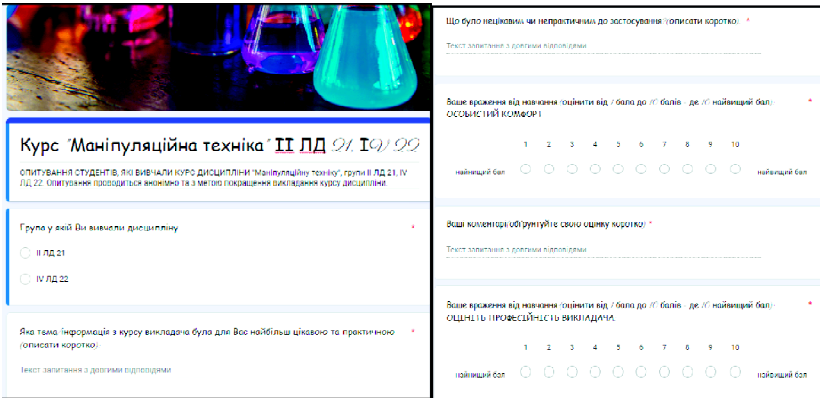 Курс "Маніпуляційна техніка" ІІ ЛД 21, IV 22
ОПИТУВАННЯ СТУДЕНТІВ, ЯКІ ВИВЧАЛИ КУРС ДИСЦИПЛІНИ "Маніпуляційну техніку", групи ІІ ЛД 21, IV
ЛД 22. Опитування проводиться анонімно та з метою покращення викладання курсу дисципліни.
Група у якій Ви вивчали дисципліну *
ІІ ЛД 21
IV ЛД 22
Яка тема/інформація з курсу викладача була для Вас найбільш цікавою та практичною *
(описати коротко)
Текст запитання з довгими відповідями
Що було нецікавим чи непрактичним до застосування (описати коротко) *
Текст запитання з довгими відповідями
Ваше враження від навчання (оцінити від 1 бала до 10 балів - де 10 найвищий бал) *
ОСОБИСТИЙ КОМФОРТ
1 2 3 4 5 6 7 8 9 10
найнищий бал найвищий бал
Ваші коментарі(обґрунтуйте свою оцінку коротко) *
Текст запитання з довгими відповідями
Ваше враження від навчання (оцінити від 1 бала до 10 балів - де 10 найвищий бал) *
ОЦІНІТЬ ПРОФЕСІЙНІСТЬ ВИКЛАДАЧА
1 2 3 4 5 6 7 8 9 10
найнищий бал найвищий бал